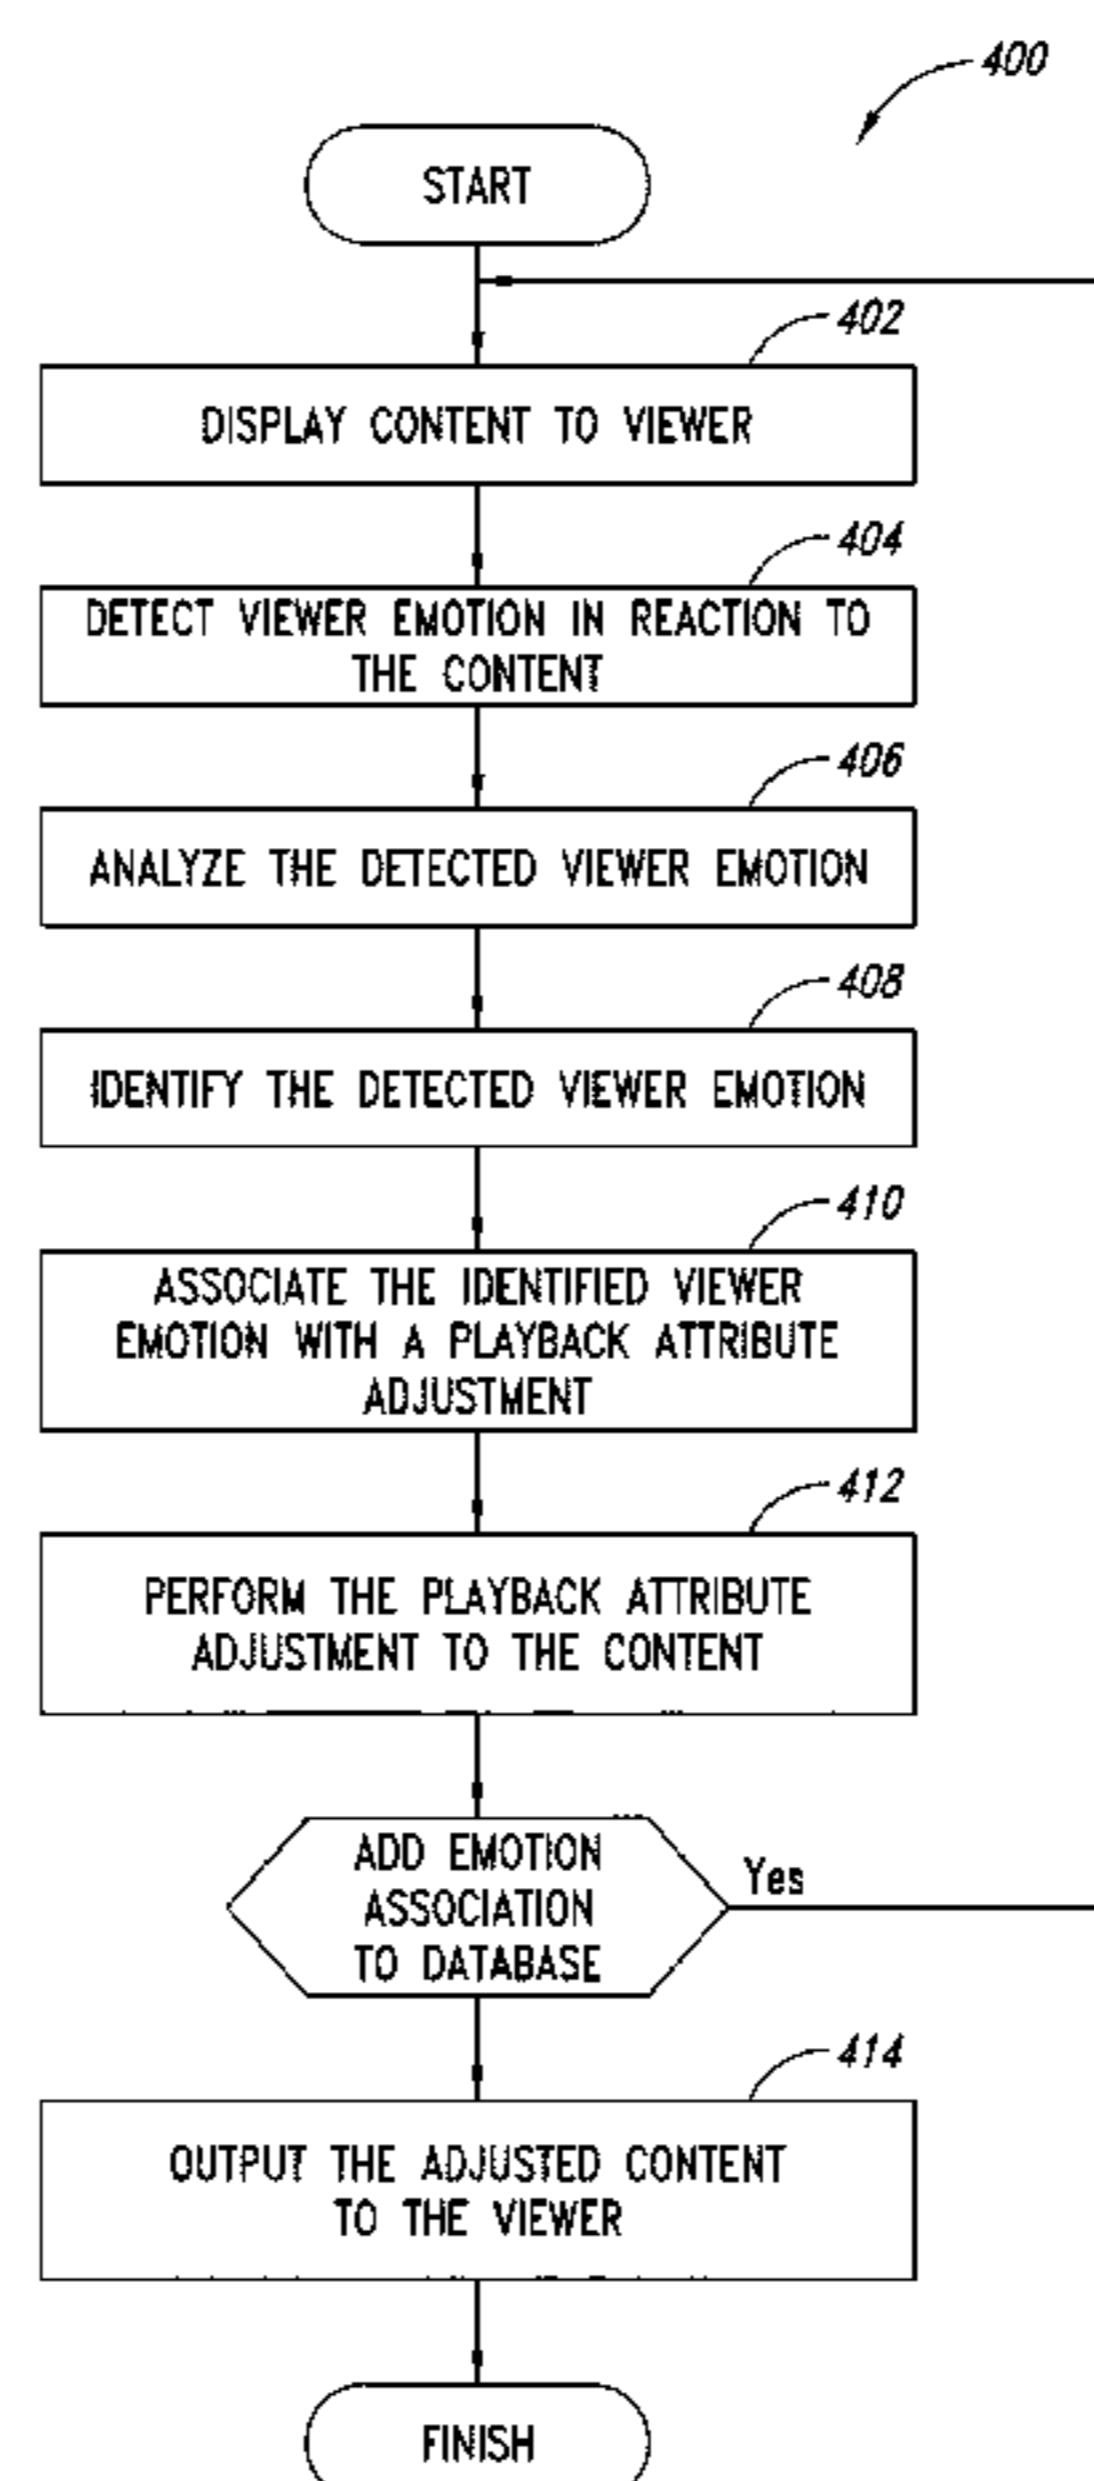 400
START
402
DISPLAY CONTENT TO VIEWER
404
DETECT VIEWER EMOTION IN REACTION TO
THE CONTENT
406
ANALYZE THE DETECTED VIEWER EMOTION
408
IDENTIFY THE DETECTED VIEWER EMOTION
410
ASSOCIATE THE IDENTIFIED VIEWER
EMOTION WITH A PLAYBACK ATTRIBUTE
ADJUSTMENT
412
PERFORM THE PLAYBACK ATTRIBUTE
ADJUSTMENT TO THE CONTENT
ADD EMOTION
ASSOCIATION
TO DATABASE
Yes
414
OUTPUT THE ADJUSTED CONTENT
TO THE VIEWER
FINISH